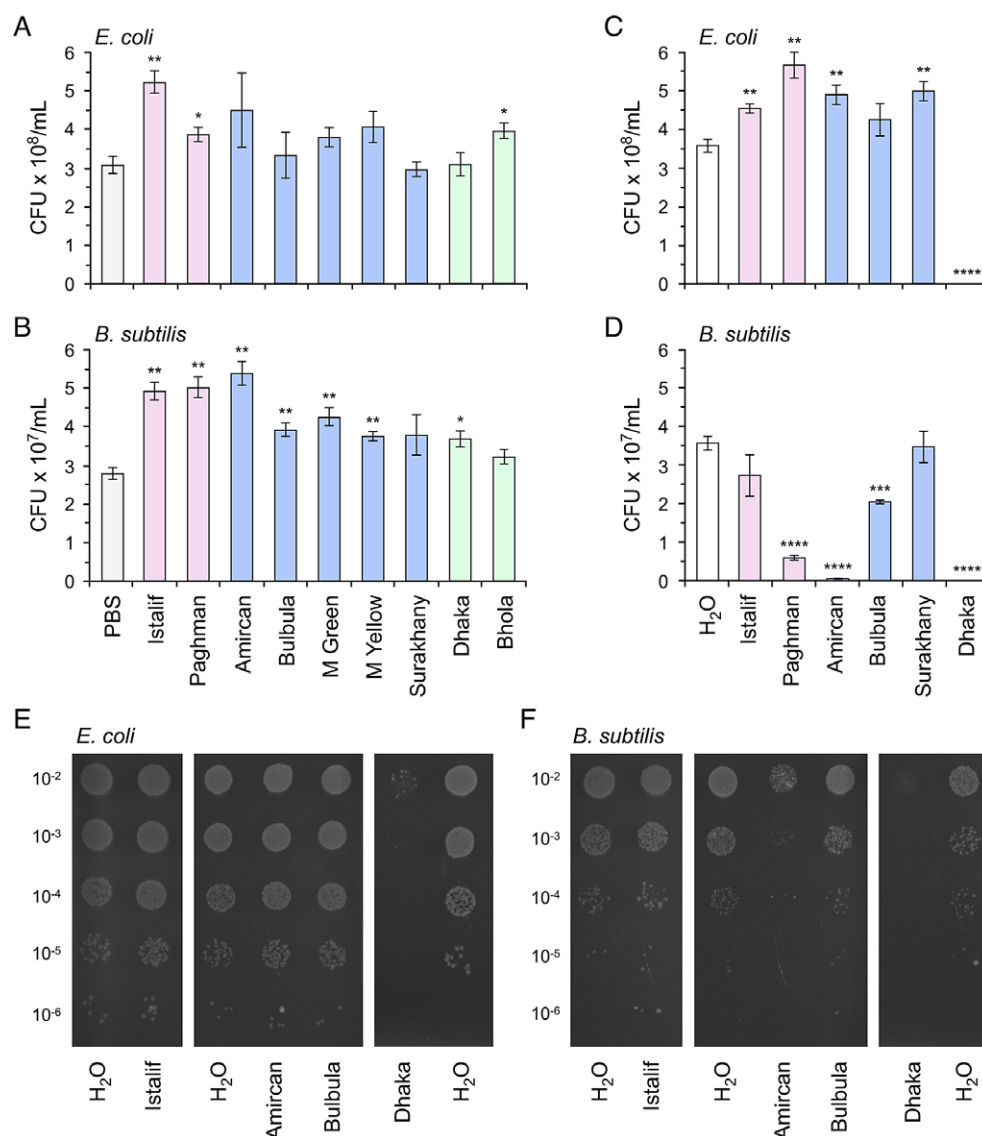 A
E. coli
CFU x 10⁸/mL
6
5
4
3
2
1
0
**
*
*
B
B. subtilis
CFU x 10⁷/mL
6
5
4
3
2
1
0
**
**
**
**
**
**
*
PBS
Istalif
Paghman
Amircan
Bulbula
M Green
M Yellow
Surakhany
Dhaka
Bhola
C
E. coli
CFU x 10⁸/mL
6
5
4
3
2
1
0
**
**
**
**
****
D
B. subtilis
CFU x 10⁷/mL
6
5
4
3
2
1
0
****
****
***
****
H₂O
Istalif
Paghman
Amircan
Bulbula
Surakhany
Dhaka
E
E. coli
10⁻²
10⁻³
10⁻⁴
10⁻⁵
10⁻⁶
H₂O
Istalif
H₂O
Amircan
Bulbula
Dhaka
H₂O
F
B. subtilis
10⁻²
10⁻³
10⁻⁴
10⁻⁵
10⁻⁶
H₂O
Istalif
H₂O
Amircan
Bulbula
Dhaka
H₂O